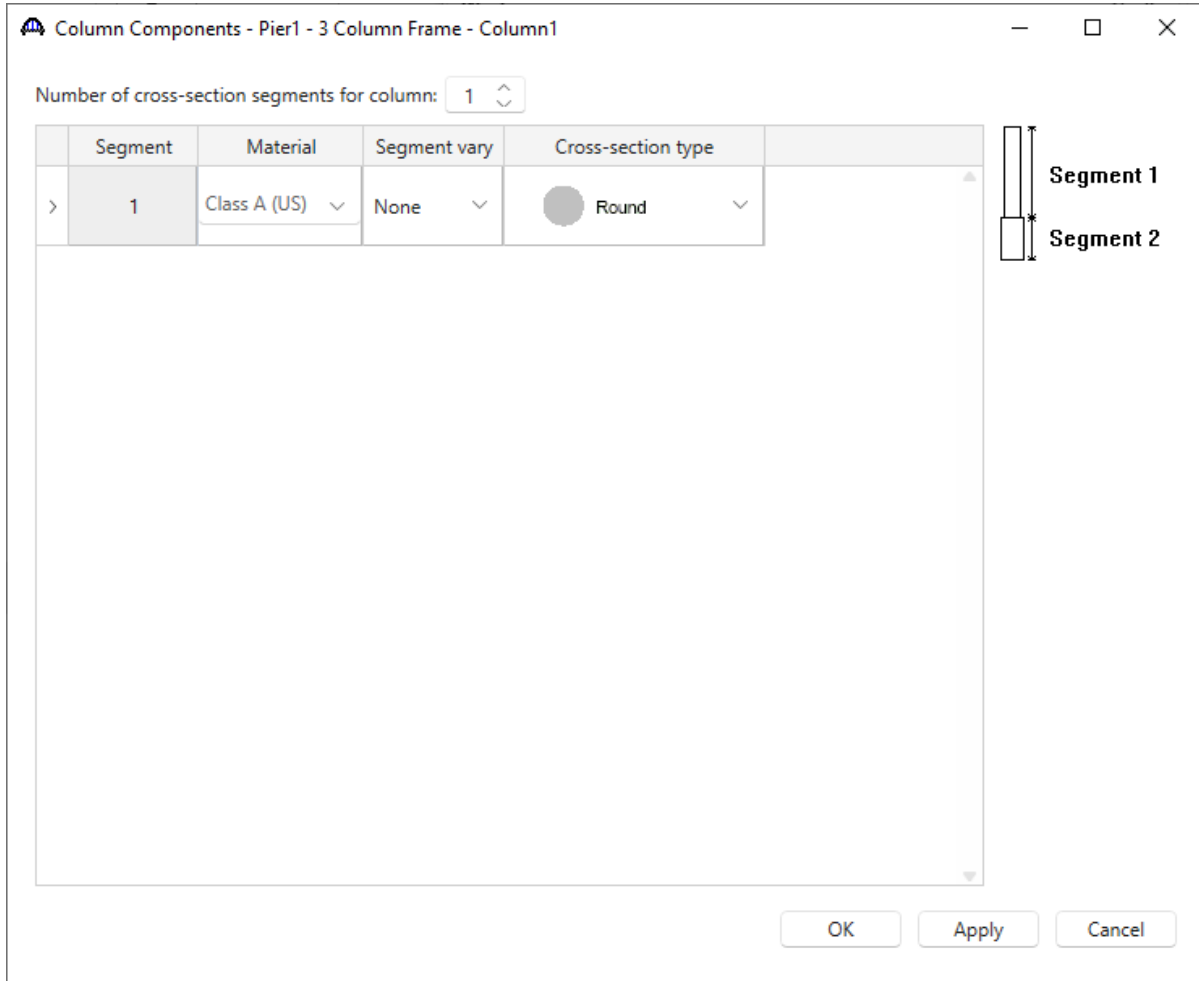 Column Components - Pier1 - 3 Column Frame - Column1
Number of cross-section segments for column: 1
Segment Material Segment vary Cross-section type
1 Class A (US) None Round
Segment 1
Segment 2
OK Apply Cancel